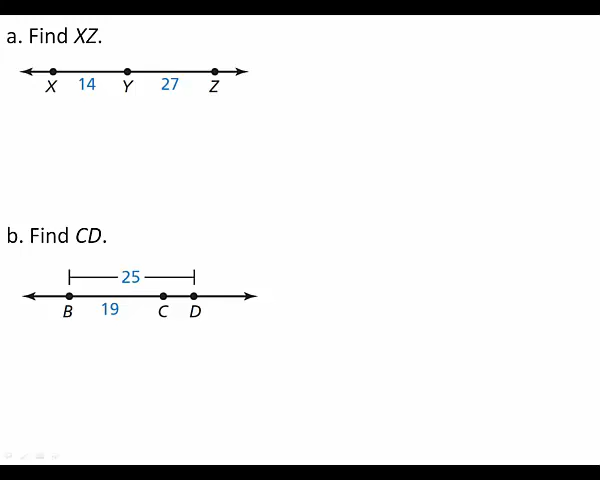 a. Find XZ.
X 14 Y 27 Z
b. Find CD.
25
B 19 C D